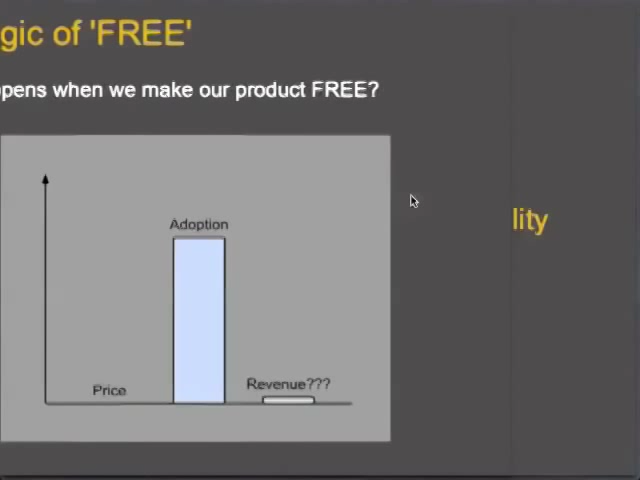 gic of 'FREE'
pens when we make our product FREE?
lity
Adoption
Revenue???
Price